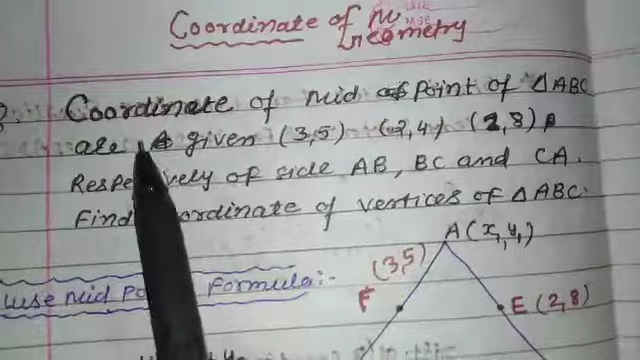 Coordinate of
Geometry
Coordinate of mid point of ΔABC
are given (3,5) (-2,4) (2,8)
Respectively of side AB, BC and CA.
Find ordinate of vertices of ΔABC.
A(x₁,y₁)
(3,5)
use mid Po Formula:-
F
E (2,8)